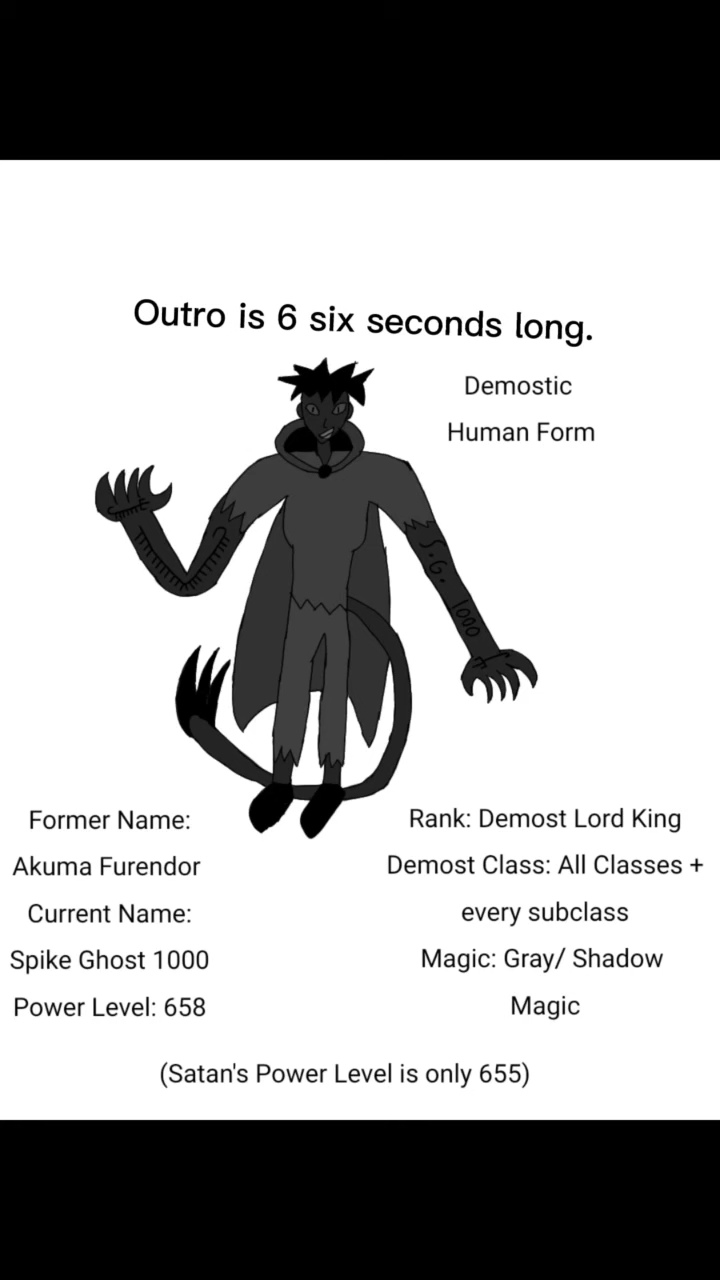 Outro is 6 six seconds long.
Demostic
Human Form
S.G. 1000
Former Name:
Akuma Furendor
Current Name:
Spike Ghost 1000
Power Level: 658
Rank: Demost Lord King
Demost Class: All Classes +
every subclass
Magic: Gray/ Shadow
Magic
(Satan's Power Level is only 655)